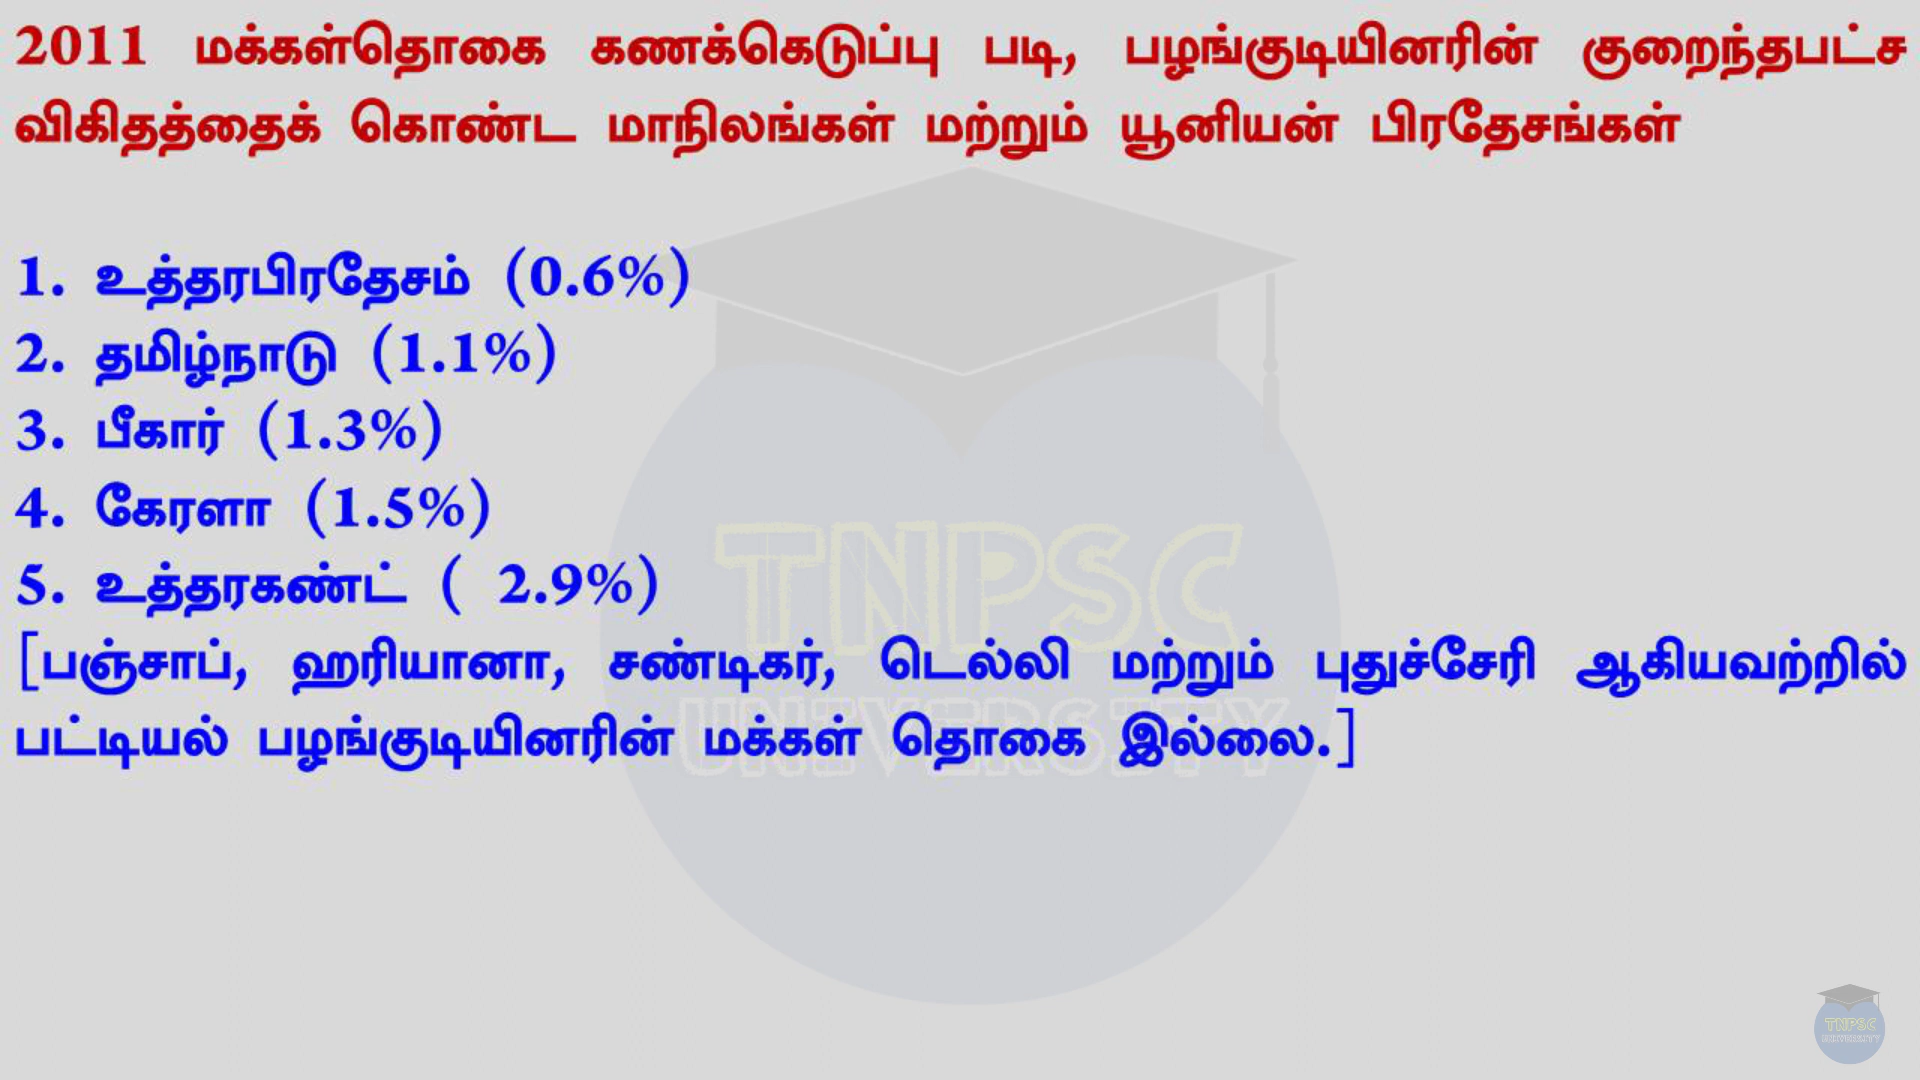 2011 மக்கள்தொகை கணக்கெடுப்பு படி, பழங்குடியினரின் குறைந்தபட்ச
விகிதத்தைக் கொண்ட மாநிலங்கள் மற்றும் யூனியன் பிரதேசங்கள்
1. உத்தரபிரதேசம் (0.6%)
2. தமிழ்நாடு (1.1%)
3. பீகார் (1.3%)
4. கேரளா (1.5%)
5. உத்தரகண்ட் ( 2.9%)
[பஞ்சாப், ஹரியானா, சண்டிகர், டெல்லி மற்றும் புதுச்சேரி ஆகியவற்றில்
பட்டியல் பழங்குடியினரின் மக்கள் தொகை இல்லை.]
TNPSC
UNIVERSITY
TNPSC
UNIVERSITY